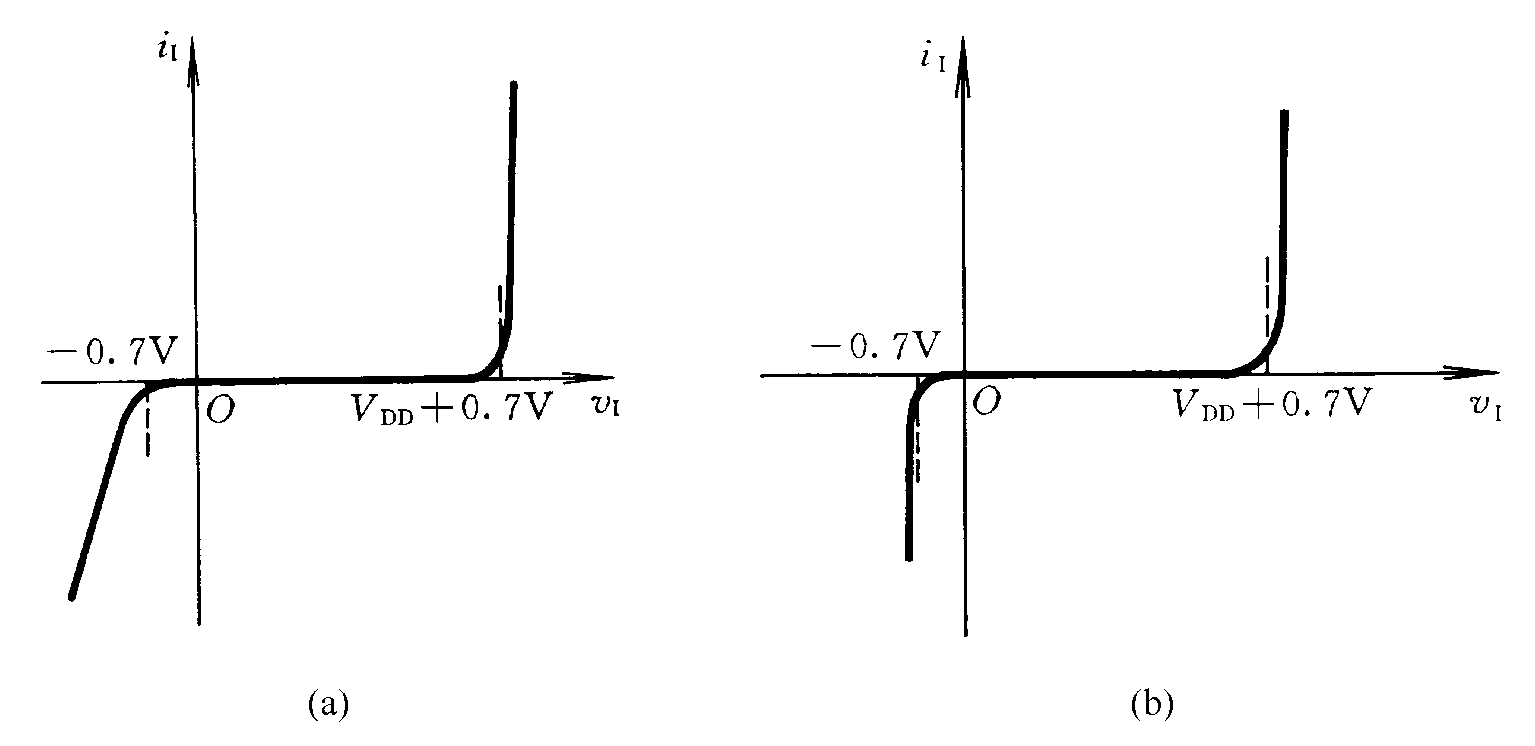 i_I
−0.7V
O
V_DD+0.7V
v_I
(a)
i_I
−0.7V
O
V_DD+0.7V
v_I
(b)